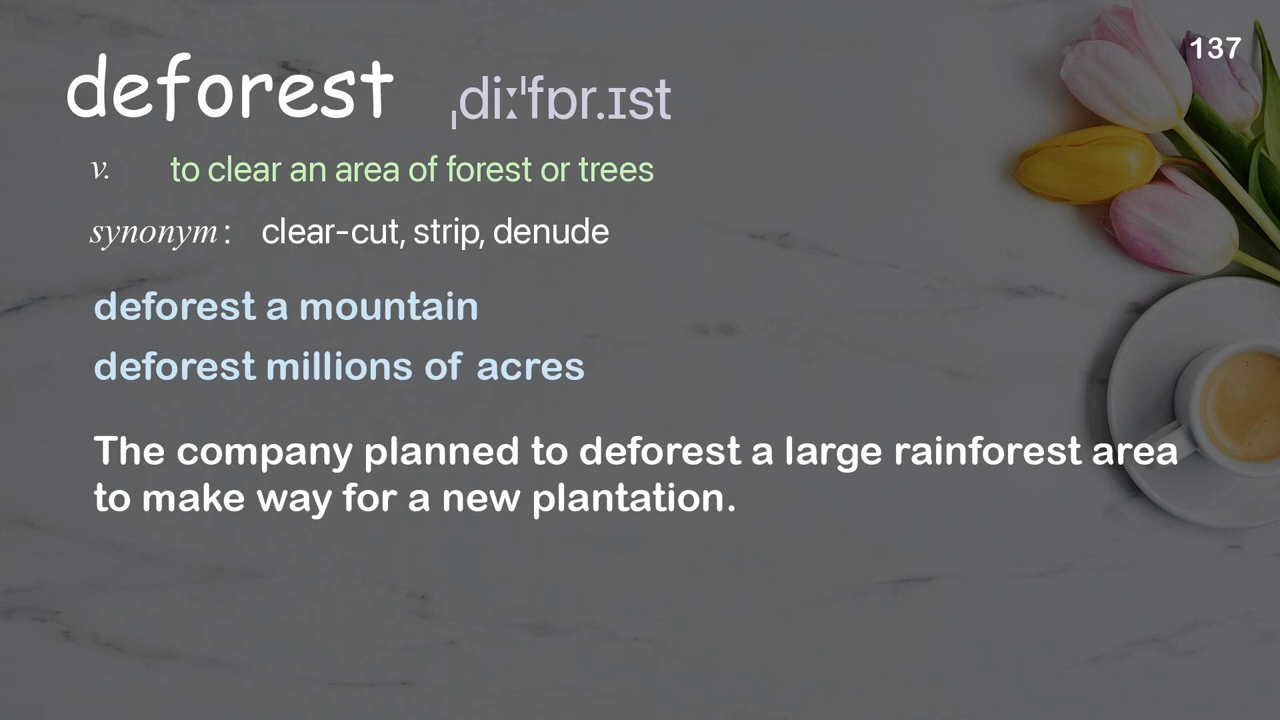 137
deforest ˌdiːˈfɒr.ɪst
v. to clear an area of forest or trees
synonym: clear-cut, strip, denude
deforest a mountain
deforest millions of acres
The company planned to deforest a large rainforest area
to make way for a new plantation.